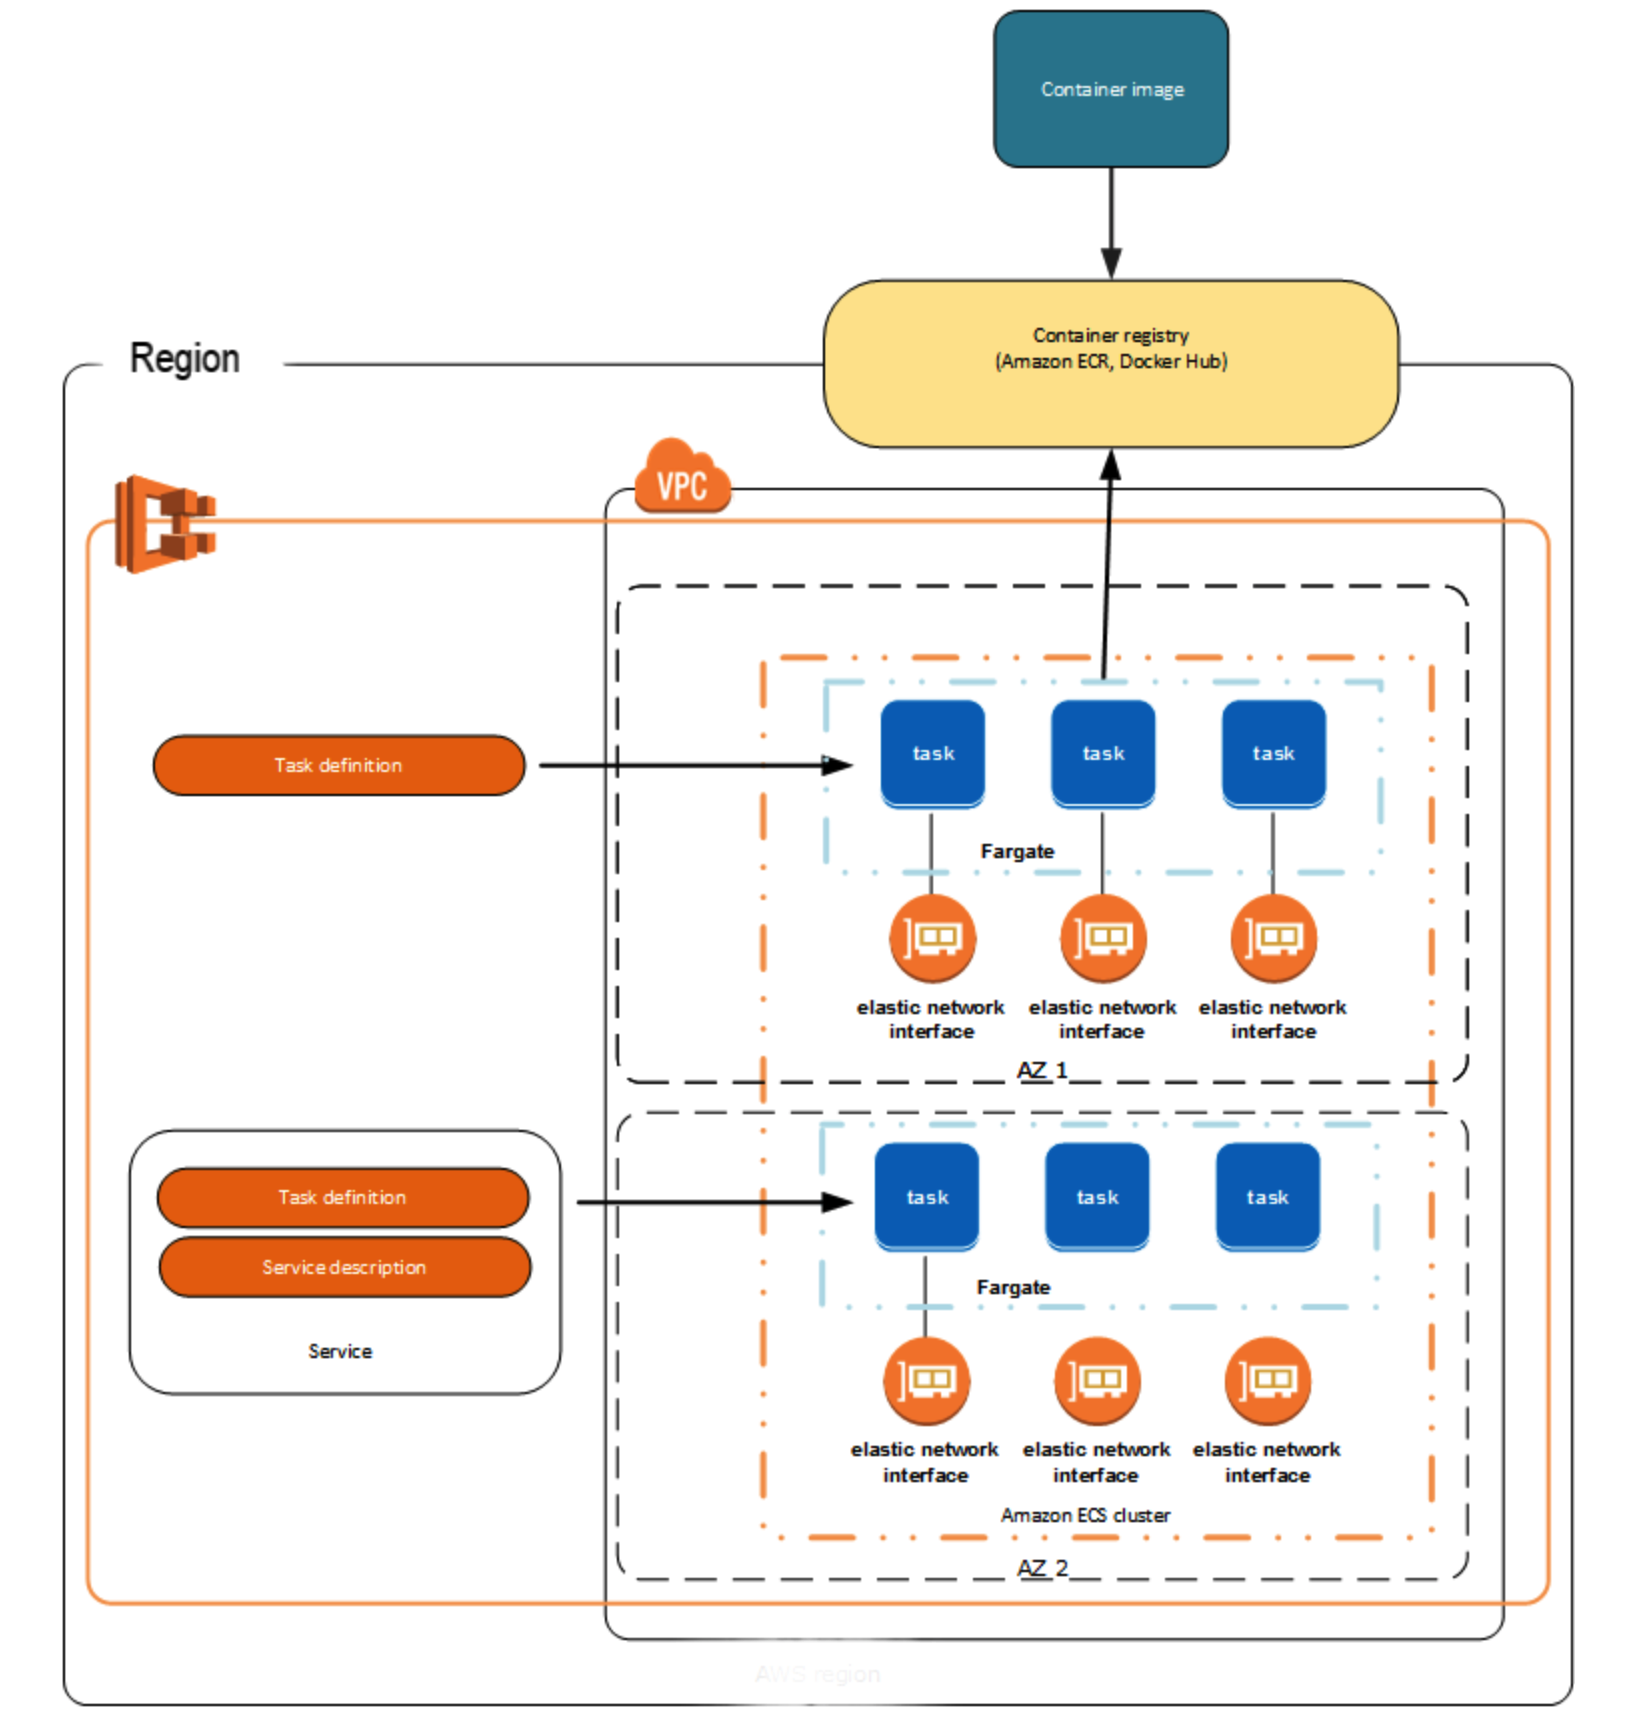 Container image
Container registry
(Amazon ECR, Docker Hub)
Region
VPC
task
task
task
Task definition
Fargate
elastic network
interface
elastic network
interface
elastic network
interface
AZ 1
Task definition
Service description
Service
task
task
task
Fargate
elastic network
interface
elastic network
interface
elastic network
interface
Amazon ECS cluster
AZ 2
AWS region